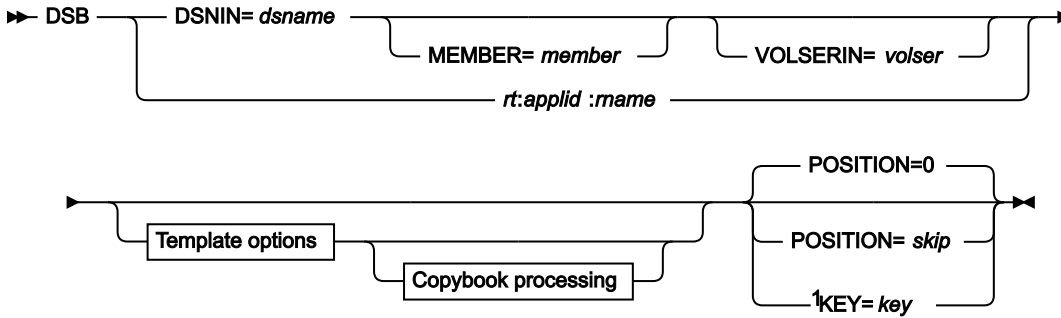 DSB DSNIN= dsname
MEMBER= member
VOLSERIN= volser
rt:applid :rname
POSITION=0
Template options
POSITION= skip
Copybook processing
1KEY= key